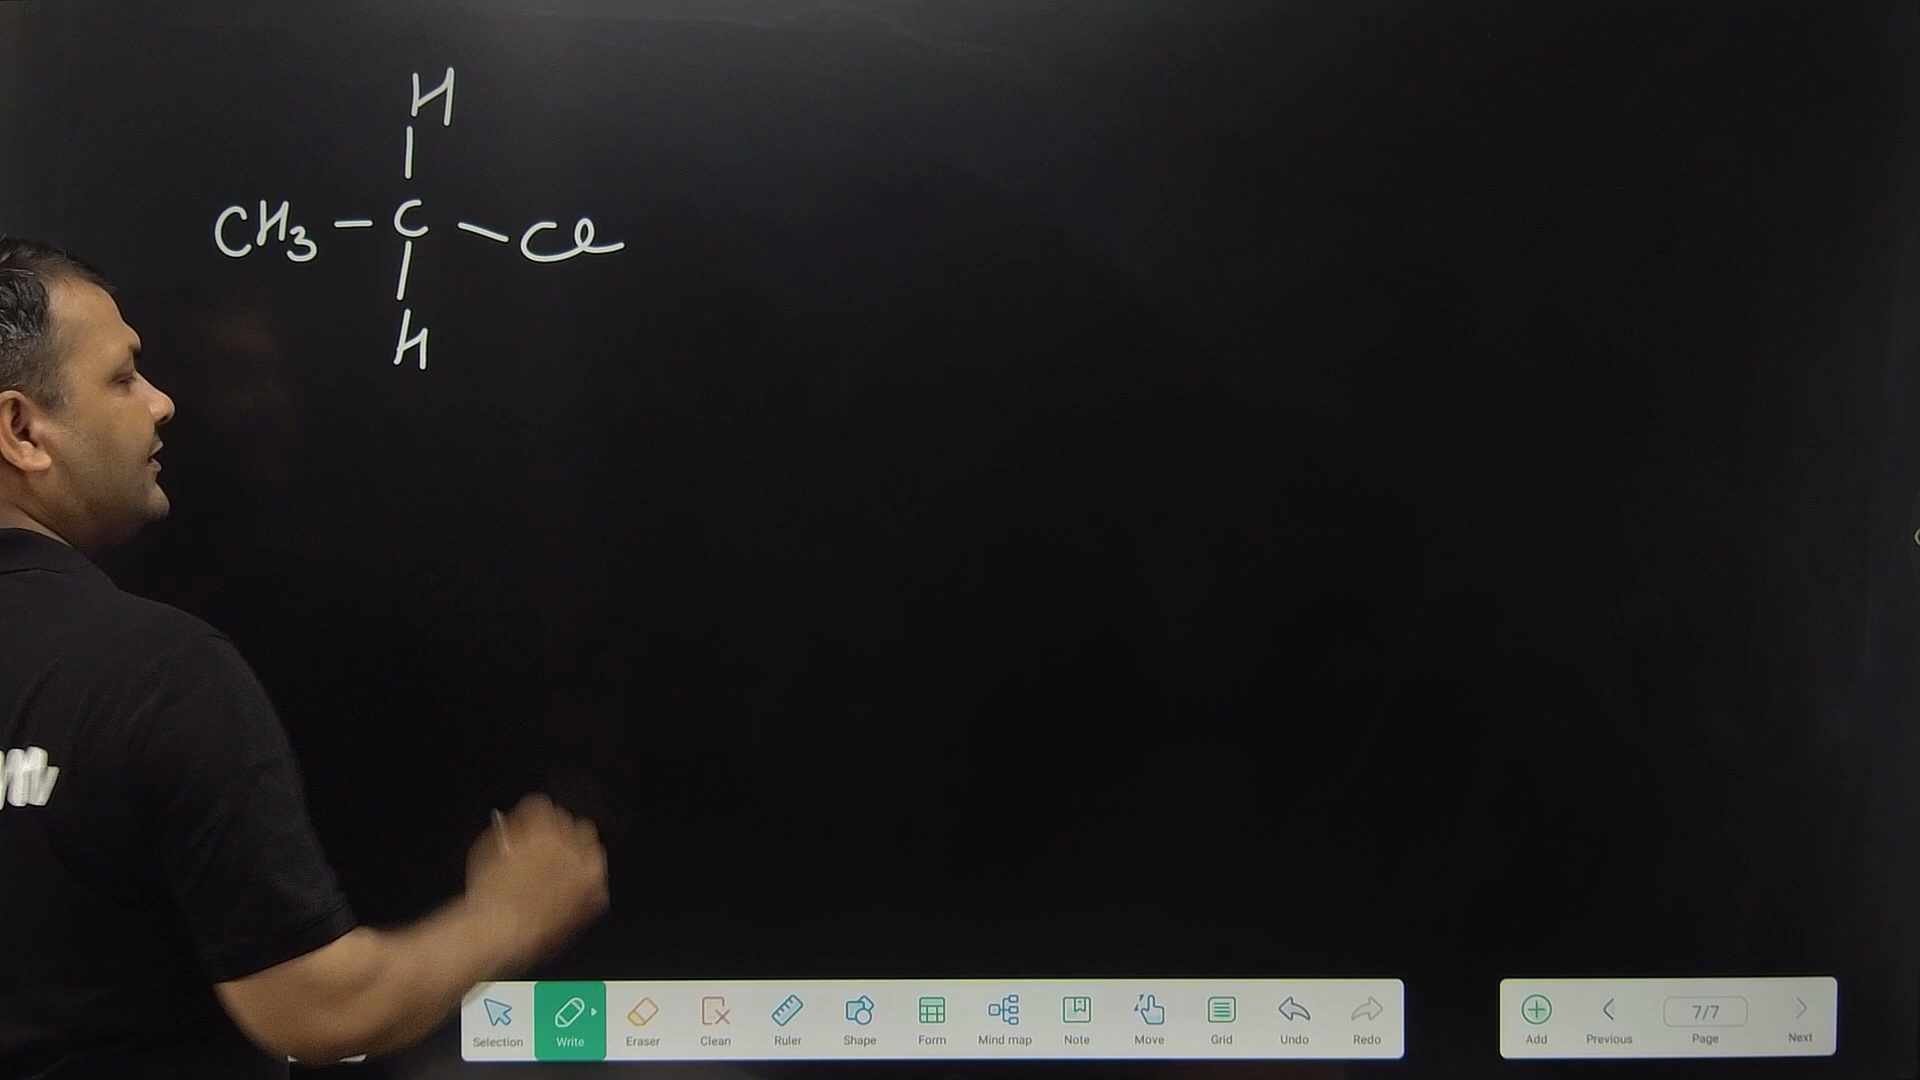 H
CH3 - C - Cl
H
Selection Write Eraser Clean Ruler Shape Form Mind map Note Move Grid Undo Redo
Add Previous 7/7 Page Next